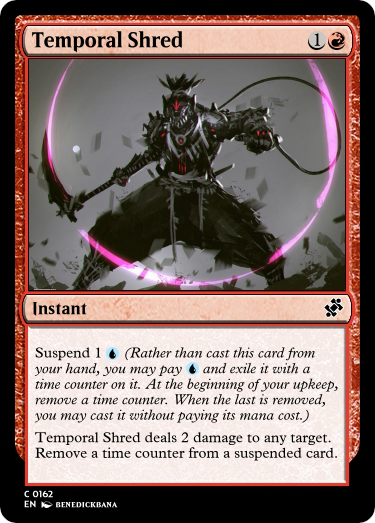 Temporal Shred 1
Instant
Suspend 1 (Rather than cast this card from
your hand, you may pay and exile it with a
time counter on it. At the beginning of your upkeep,
remove a time counter. When the last is removed,
you may cast it without paying its mana cost.)
Temporal Shred deals 2 damage to any target.
Remove a time counter from a suspended card.
C 0162
EN BENEDICKBANA